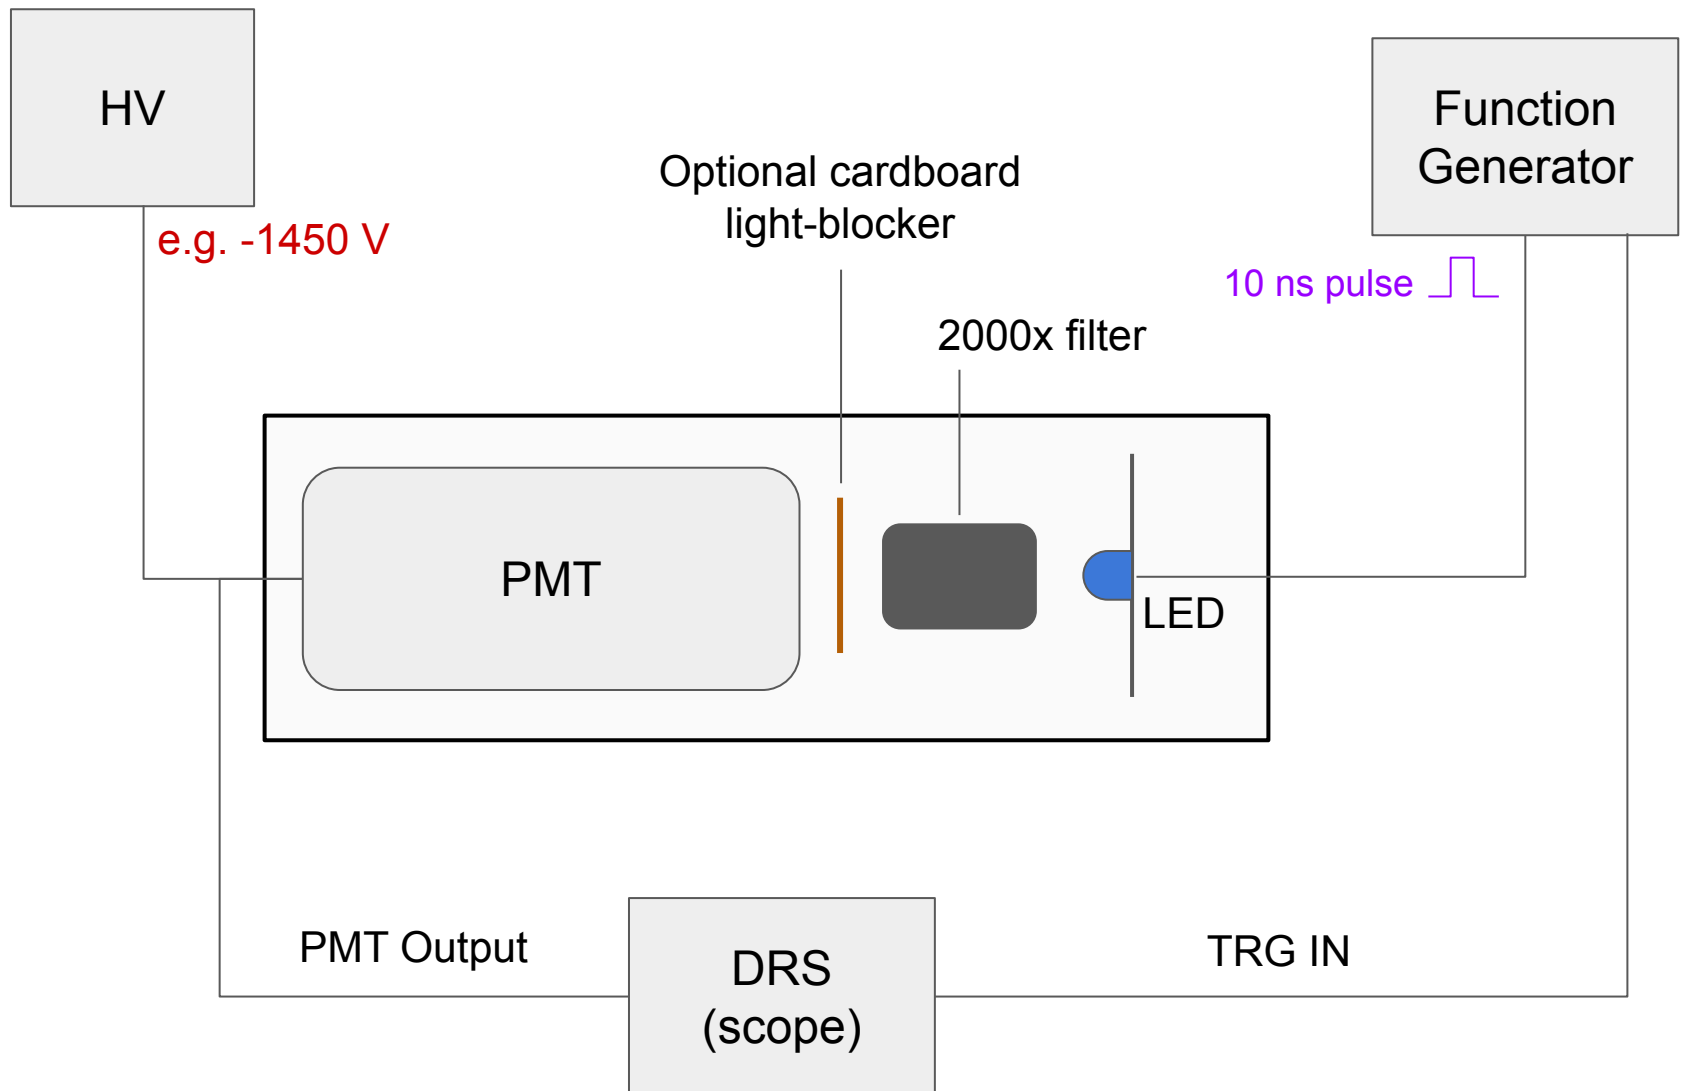 HV
Function
Generator
Optional cardboard
light-blocker
e.g. -1450 V
10 ns pulse
2000x filter
PMT
LED
PMT Output
DRS
(scope)
TRG IN